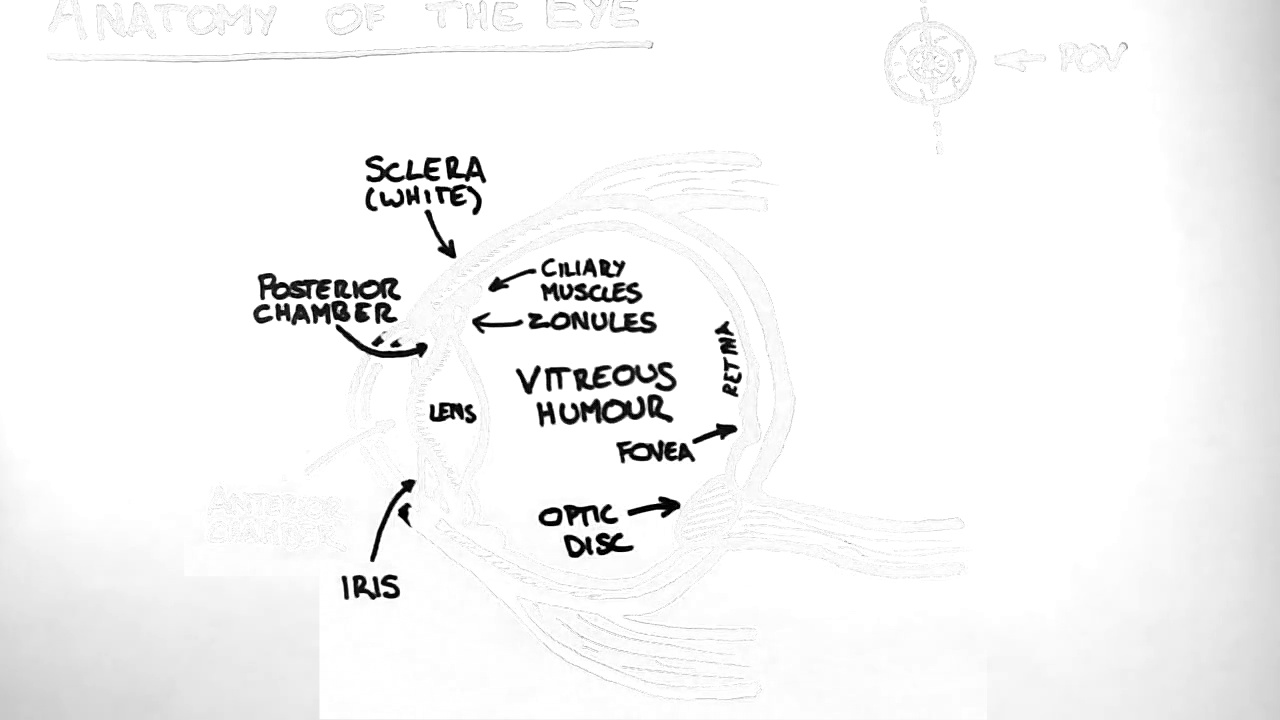 ANATOMY OF THE EYE
POV
SCLERA
(WHITE)
CILIARY
MUSCLES
POSTERIOR
CHAMBER
ZONULES
RETINA
VITREOUS
HUMOUR
LENS
FOVEA
ANTERIOR
CHAMBER
OPTIC
DISC
IRIS